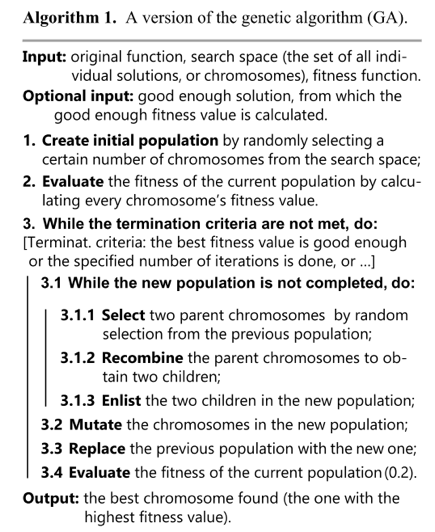 Algorithm 1. A version of the genetic algorithm (GA).
Input: original function, search space (the set of all indi-
vidual solutions, or chromosomes), fitness function.
Optional input: good enough solution, from which the
good enough fitness value is calculated.
1. Create initial population by randomly selecting a
certain number of chromosomes from the search space;
2. Evaluate the fitness of the current population by calcu-
lating every chromosome's fitness value.
3. While the termination criteria are not met, do:
[Terminat. criteria: the best fitness value is good enough
or the specified number of iterations is done, or ...]
3.1 While the new population is not completed, do:
3.1.1 Select two parent chromosomes by random
selection from the previous population;
3.1.2 Recombine the parent chromosomes to ob-
tain two children;
3.1.3 Enlist the two children in the new population;
3.2 Mutate the chromosomes in the new population;
3.3 Replace the previous population with the new one;
3.4 Evaluate the fitness of the current population (0.2).
Output: the best chromosome found (the one with the
highest fitness value).